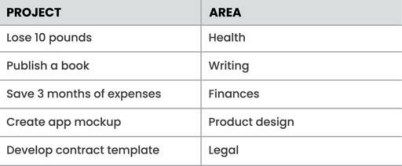 PROJECT AREA
Lose 10 pounds Health
Publish a book Writing
Save 3 months of expenses Finances
Create app mockup Product design
Develop contract template Legal